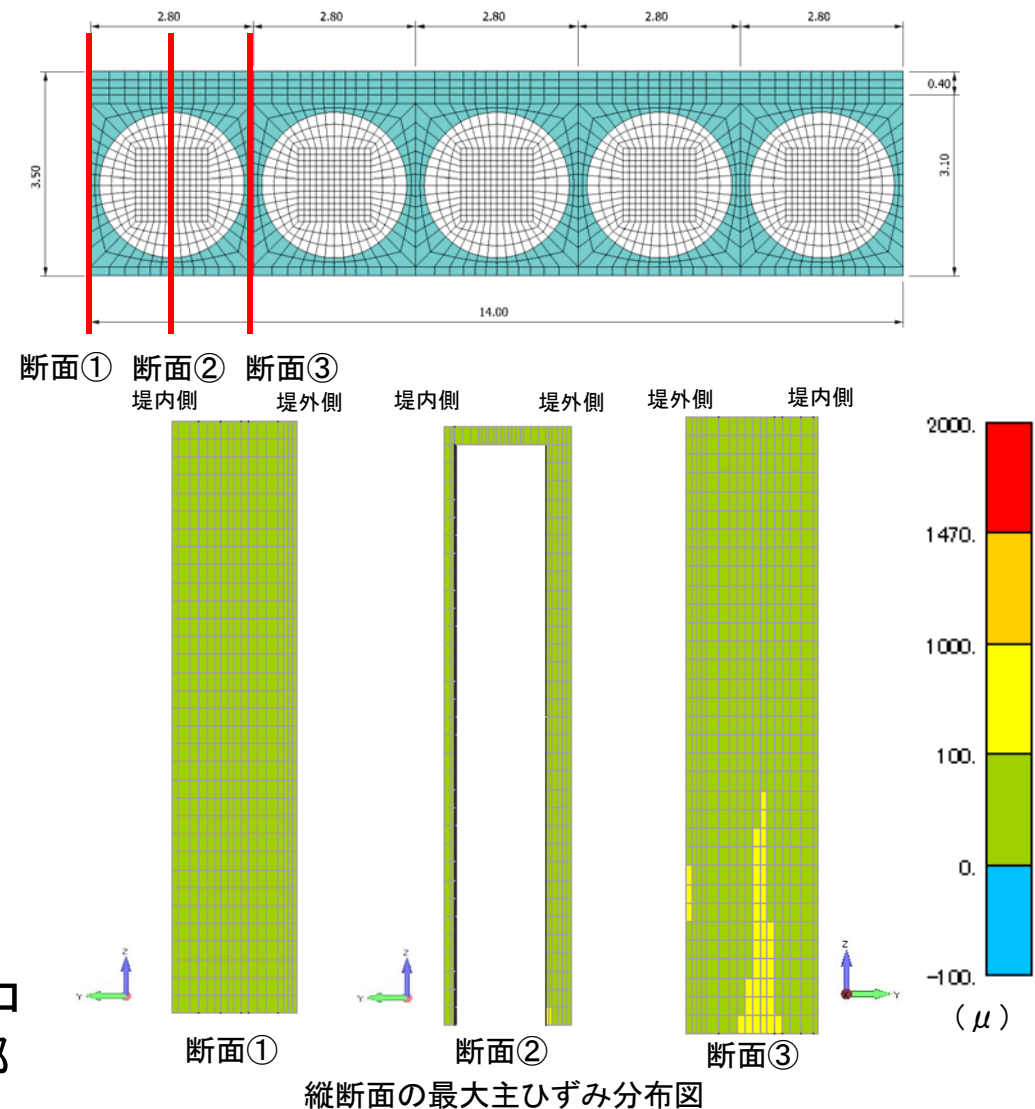 2.80 2.80 2.80 2.80 2.80
0.40
3.50
3.10
14.00
断面① 断面② 断面③
堤内側 堤外側 堤内側 堤外側 堤外側 堤内側
2000.
1470.
1000.
100.
0.
-100.
(μ)
Z
Y
Z
Y
Z
Y
断面① 断面② 断面③
縦断面の最大主ひずみ分布図